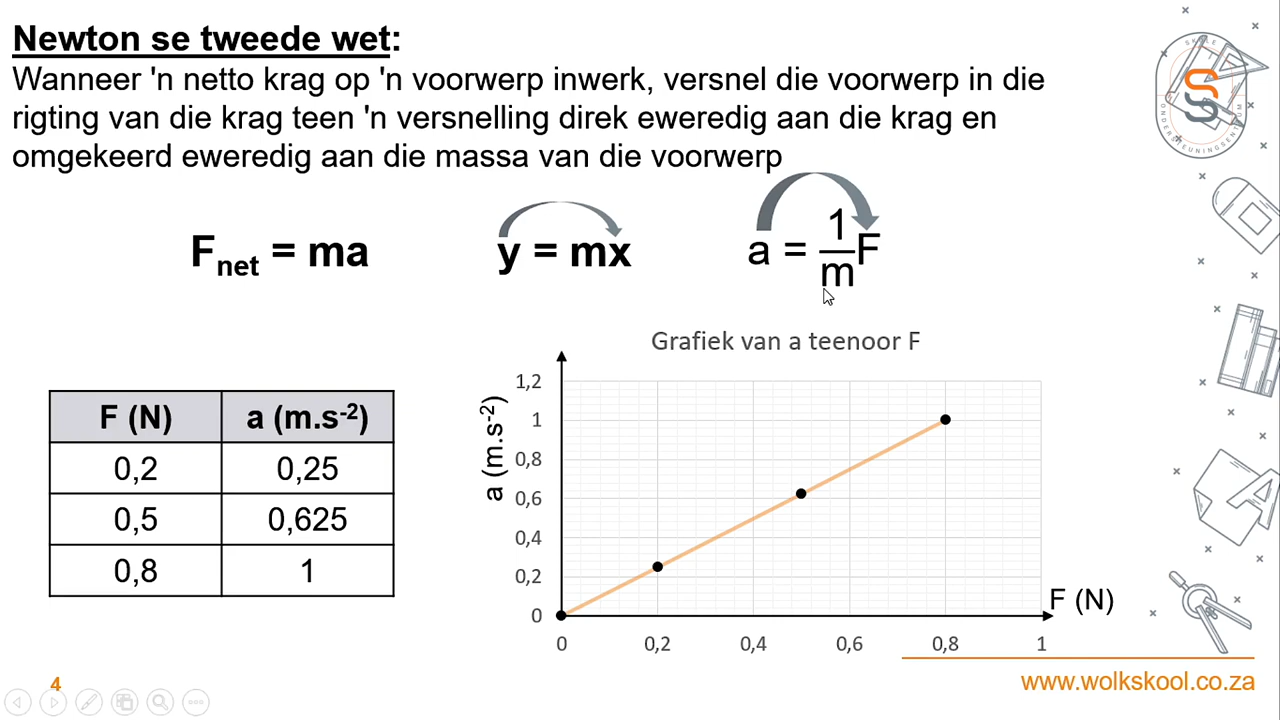 Newton se tweede wet:
Wanneer 'n netto krag op 'n voorwerp inwerk, versnel die voorwerp in die
rigting van die krag teen 'n versnelling direk eweredig aan die krag en
omgekeerd eweredig aan die massa van die voorwerp
Fnet = ma
y = mx
a = 1/m F
Grafiek van a teenoor F
F (N) a (m.s-2)
0,2 0,25
0,5 0,625
0,8 1
a (m.s-2)
1,2
1
0,8
0,6
0,4
0,2
0
0 0,2 0,4 0,6 0,8 1
F (N)
SKOLE
ONDERSTEUNINGSENTRUM
4
www.wolkskool.co.za